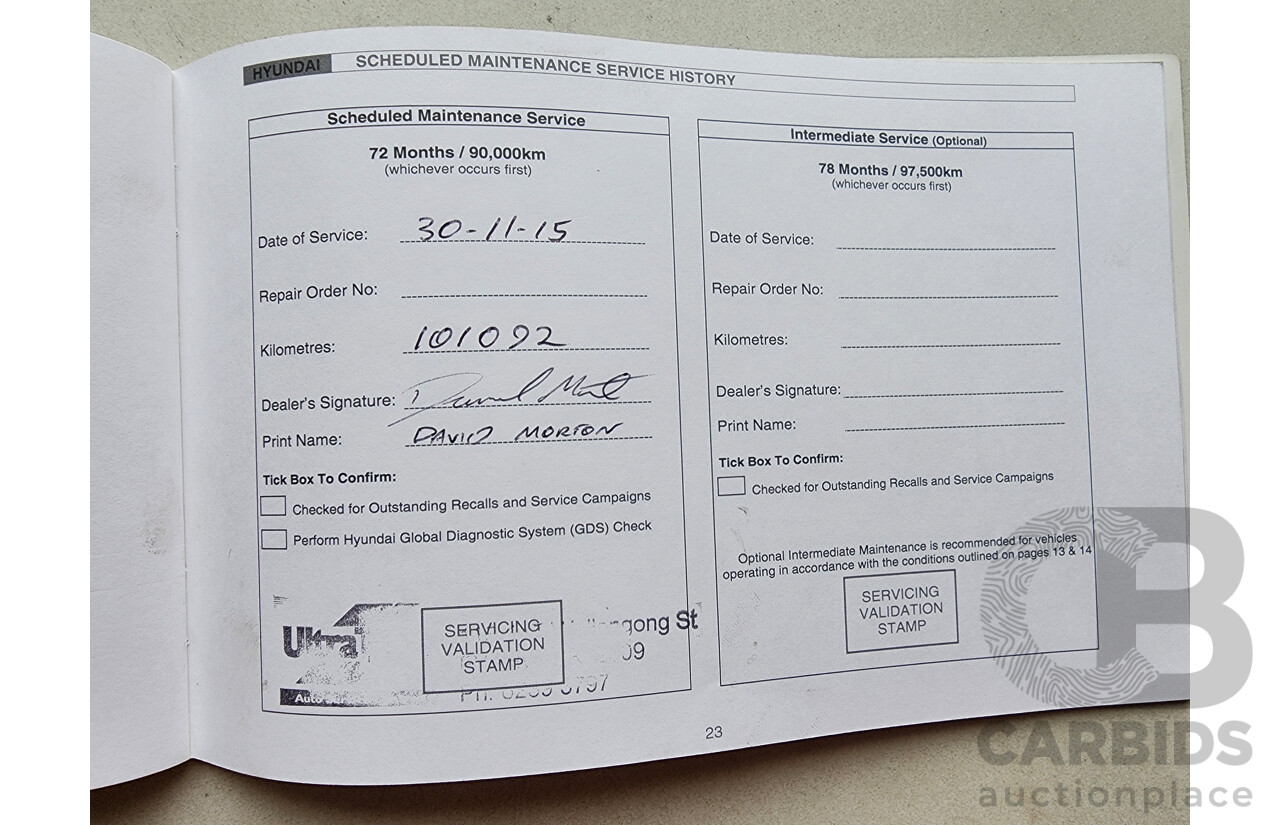 HYUNDAI SCHEDULED MAINTENANCE SERVICE HISTORY
Scheduled Maintenance Service
72 Months / 90,000km
(whichever occurs first)
Date of Service: 30-11-15
Repair Order No:
Kilometres: 101092
Dealer's Signature:
Print Name: DAVID MORTON
Tick Box To Confirm:
Checked for Outstanding Recalls and Service Campaigns
Perform Hyundai Global Diagnostic System (GDS) Check
Ultra
Auto
SERVICING
VALIDATION
STAMP
St
Intermediate Service (Optional)
78 Months / 97,500km
(whichever occurs first)
Date of Service:
Repair Order No:
Kilometres:
Dealer's Signature:
Print Name:
Tick Box To Confirm:
Checked for Outstanding Recalls and Service Campaigns
Optional Intermediate Maintenance is recommended for vehicles
operating in accordance with the conditions outlined on pages 13 & 14
SERVICING
VALIDATION
STAMP
23
CB
CARBIDS
auctionplace